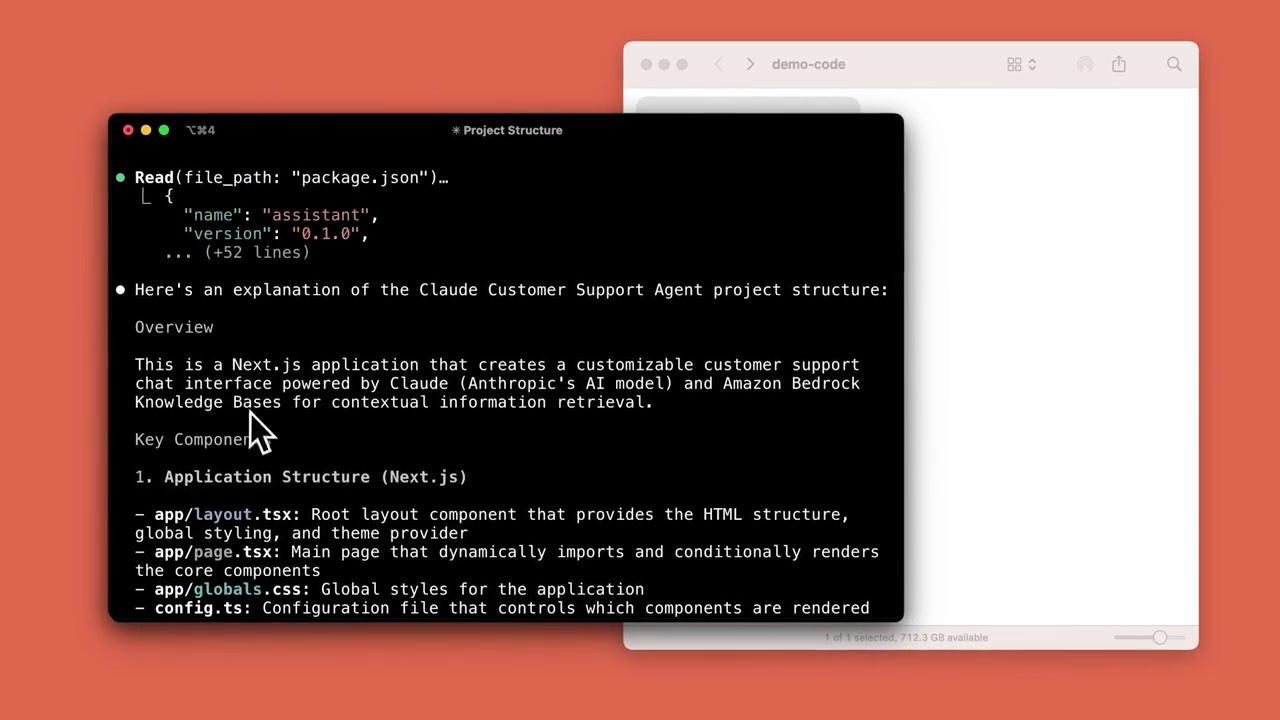 demo-code
⌥⌘4
✳ Project Structure
Read(file_path: "package.json")…
{
"name": "assistant",
"version": "0.1.0",
... (+52 lines)
Here's an explanation of the Claude Customer Support Agent project structure:
Overview
This is a Next.js application that creates a customizable customer support
chat interface powered by Claude (Anthropic's AI model) and Amazon Bedrock
Knowledge Bases for contextual information retrieval.
Key
1. Application Structure (Next.js)
- app/layout.tsx: Root layout component that provides the HTML structure,
global styling, and theme provider
- app/page.tsx: Main page that dynamically imports and conditionally renders
the core components
- app/globals.css: Global styles for the application
- config.ts: Configuration file that controls which components are rendered
1 of 1 selected, 712.3 GB available